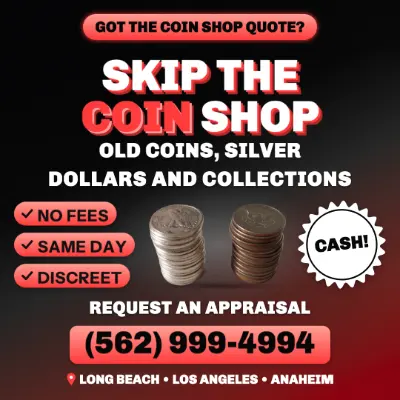 GOT THE COIN SHOP QUOTE?
SKIP THE
COIN SHOP
OLD COINS, SILVER
DOLLARS AND COLLECTIONS
NO FEES
SAME DAY
DISCREET
CASH!
REQUEST AN APPRAISAL
(562) 999-4994
LONG BEACH • LOS ANGELES • ANAHEIM